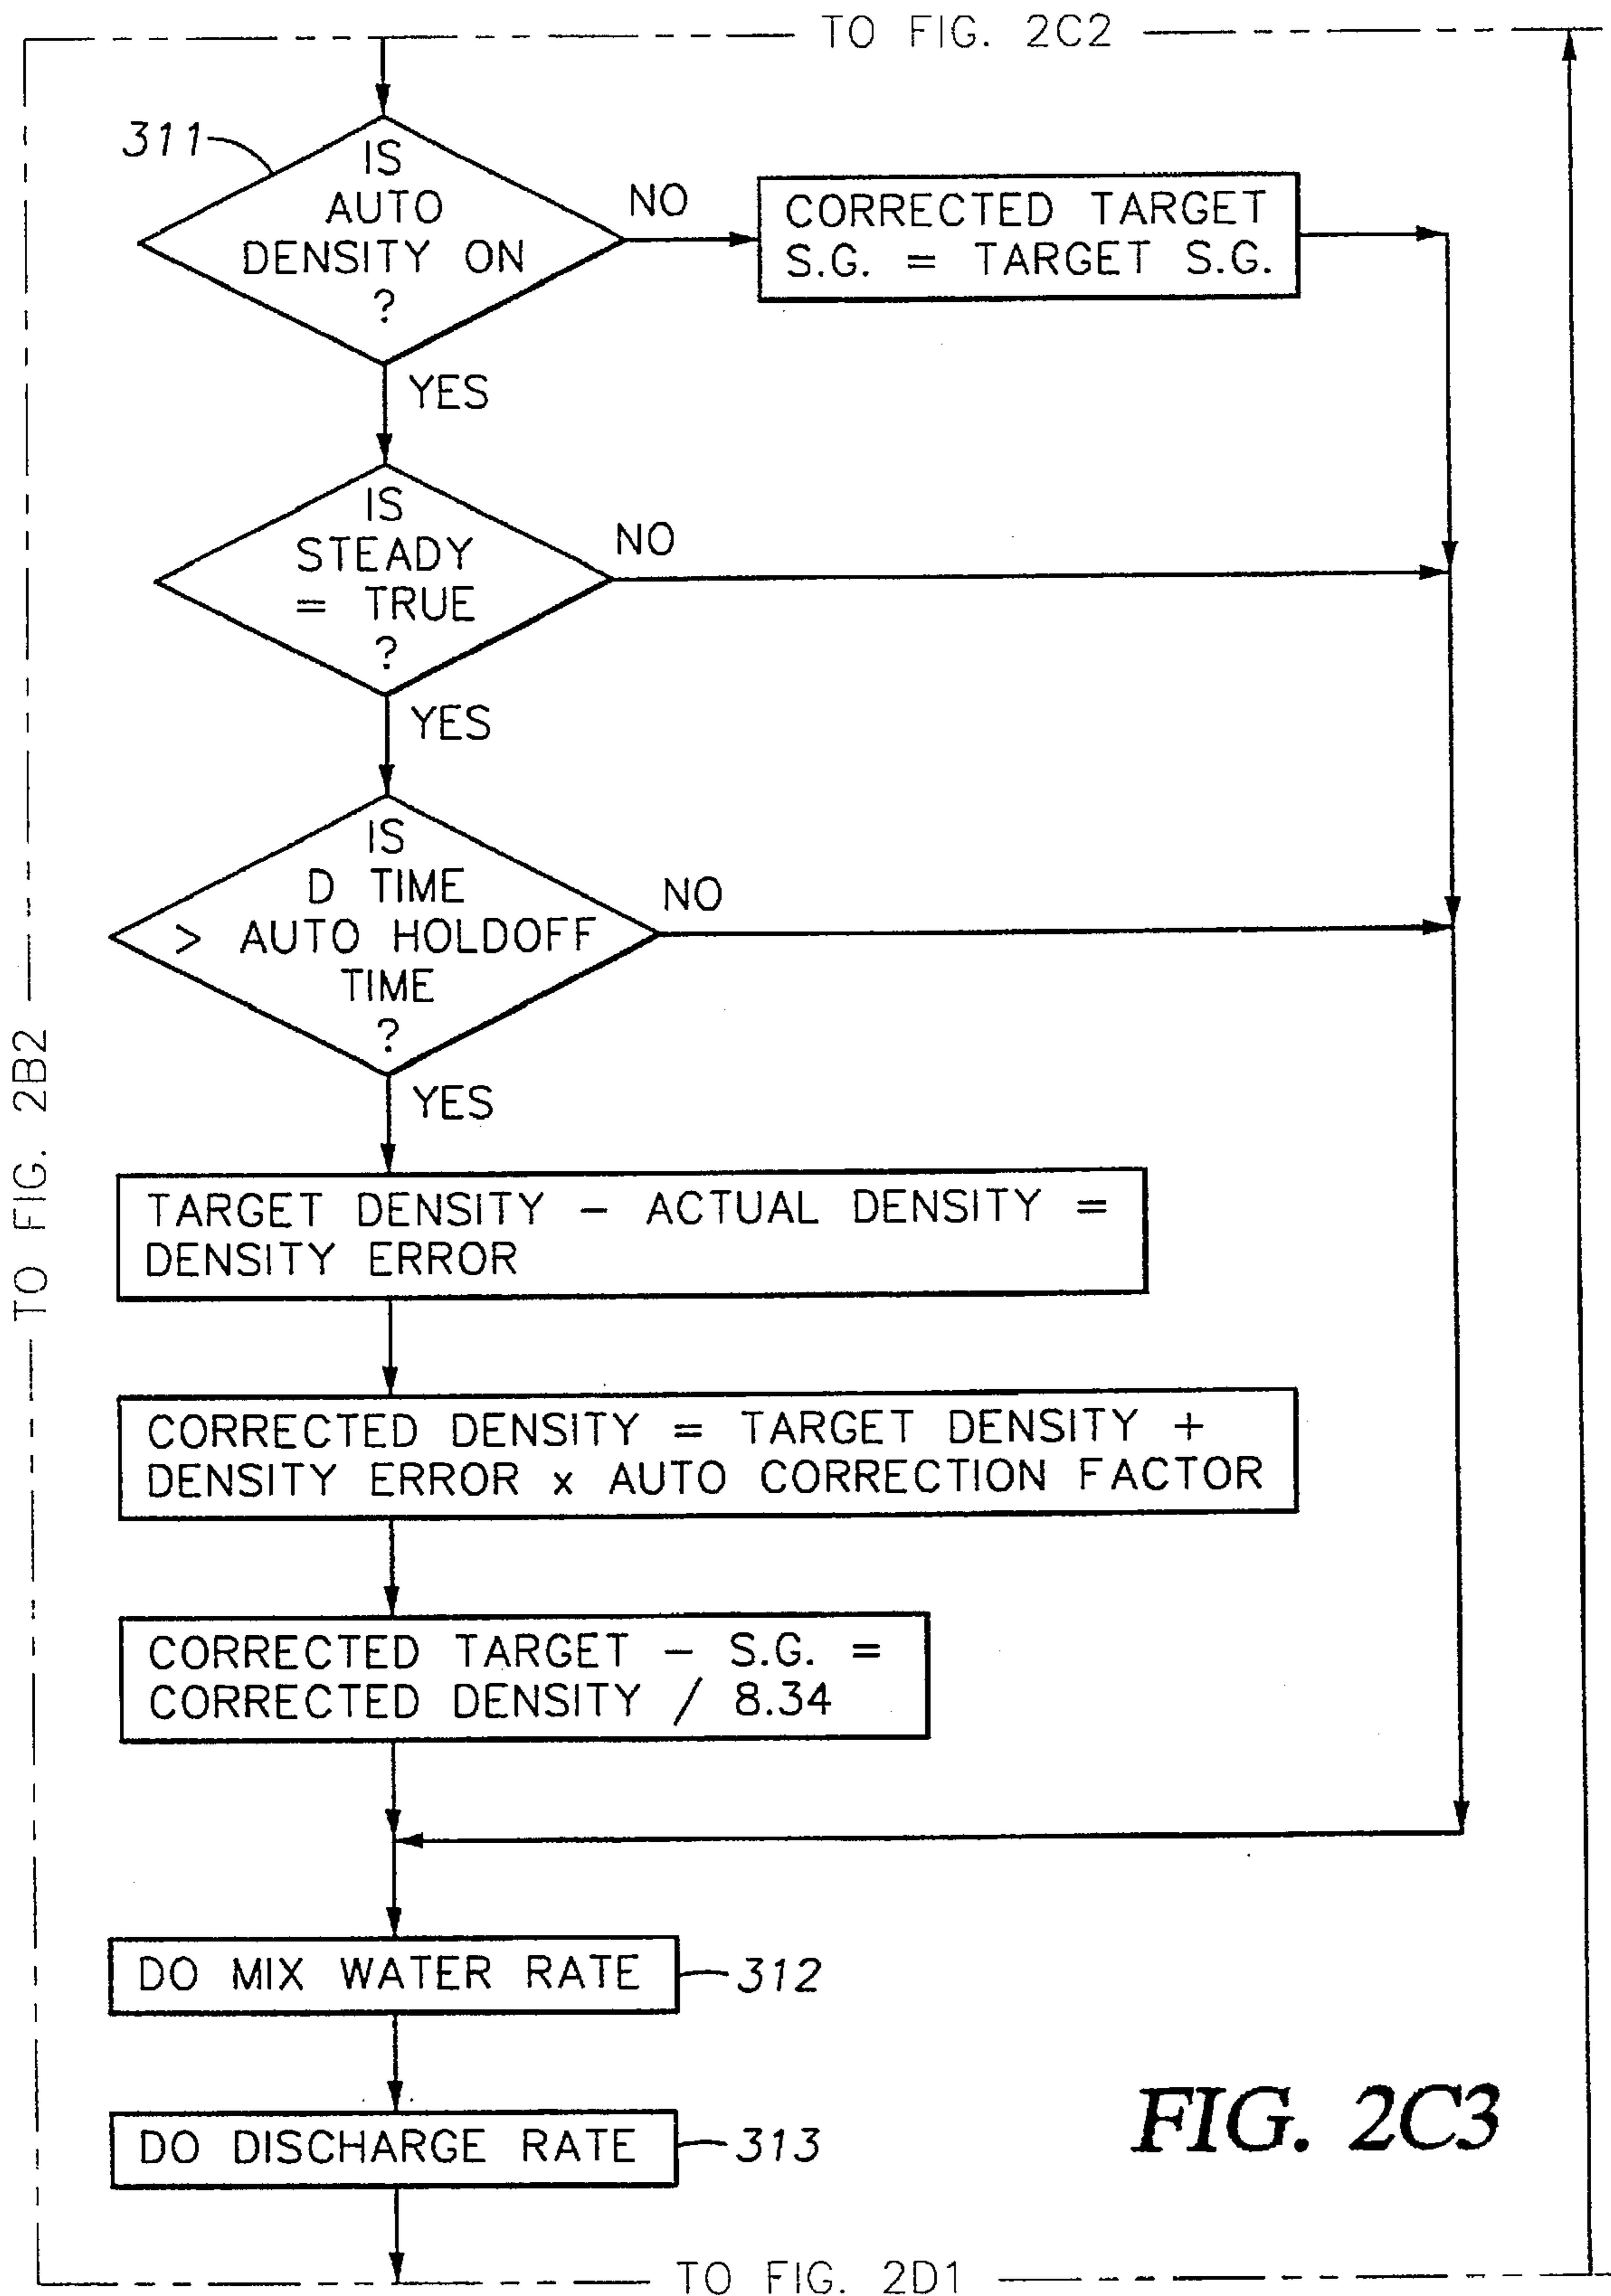 TO FIG. 2C2
311
IS
AUTO
DENSITY ON
?
NO
CORRECTED TARGET
S.G. = TARGET S.G.
YES
IS
STEADY
= TRUE
?
NO
YES
IS
D TIME
> AUTO HOLDOFF
TIME
?
NO
YES
TO FIG. 2B2
TARGET DENSITY - ACTUAL DENSITY =
DENSITY ERROR
CORRECTED DENSITY = TARGET DENSITY +
DENSITY ERROR x AUTO CORRECTION FACTOR
CORRECTED TARGET - S.G. =
CORRECTED DENSITY / 8.34
DO MIX WATER RATE
312
DO DISCHARGE RATE
313
FIG. 2C3
TO FIG. 2D1